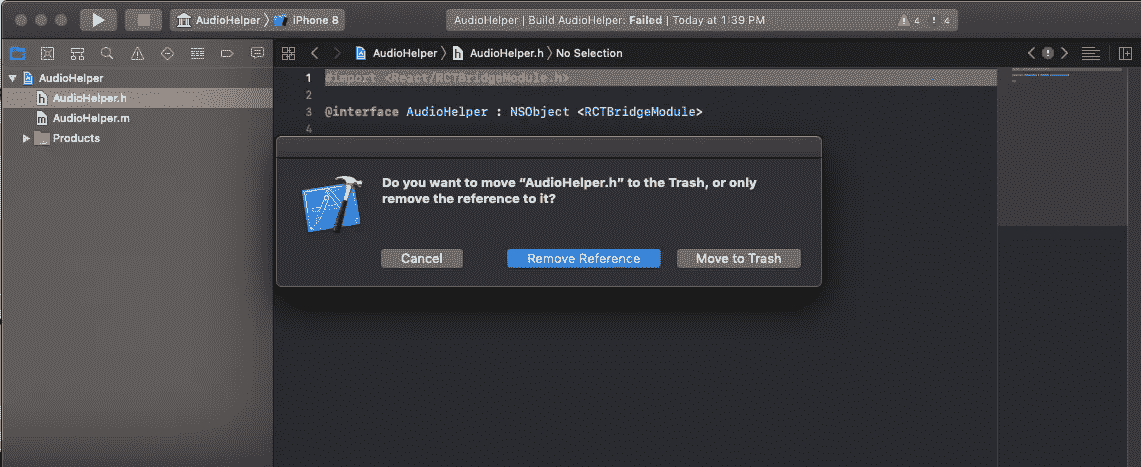 AudioHelper 〉 iPhone 8
AudioHelper | Build AudioHelper: Failed | Today at 1:39 PM
4
4
AudioHelper 〉 AudioHelper.h 〉 No Selection
AudioHelper
AudioHelper.h
AudioHelper.m
Products
1 #import <React/RCTBridgeModule.h>
2
3 @interface AudioHelper : NSObject <RCTBridgeModule>
4
Do you want to move “AudioHelper.h” to the Trash, or only
remove the reference to it?
Cancel
Remove Reference
Move to Trash